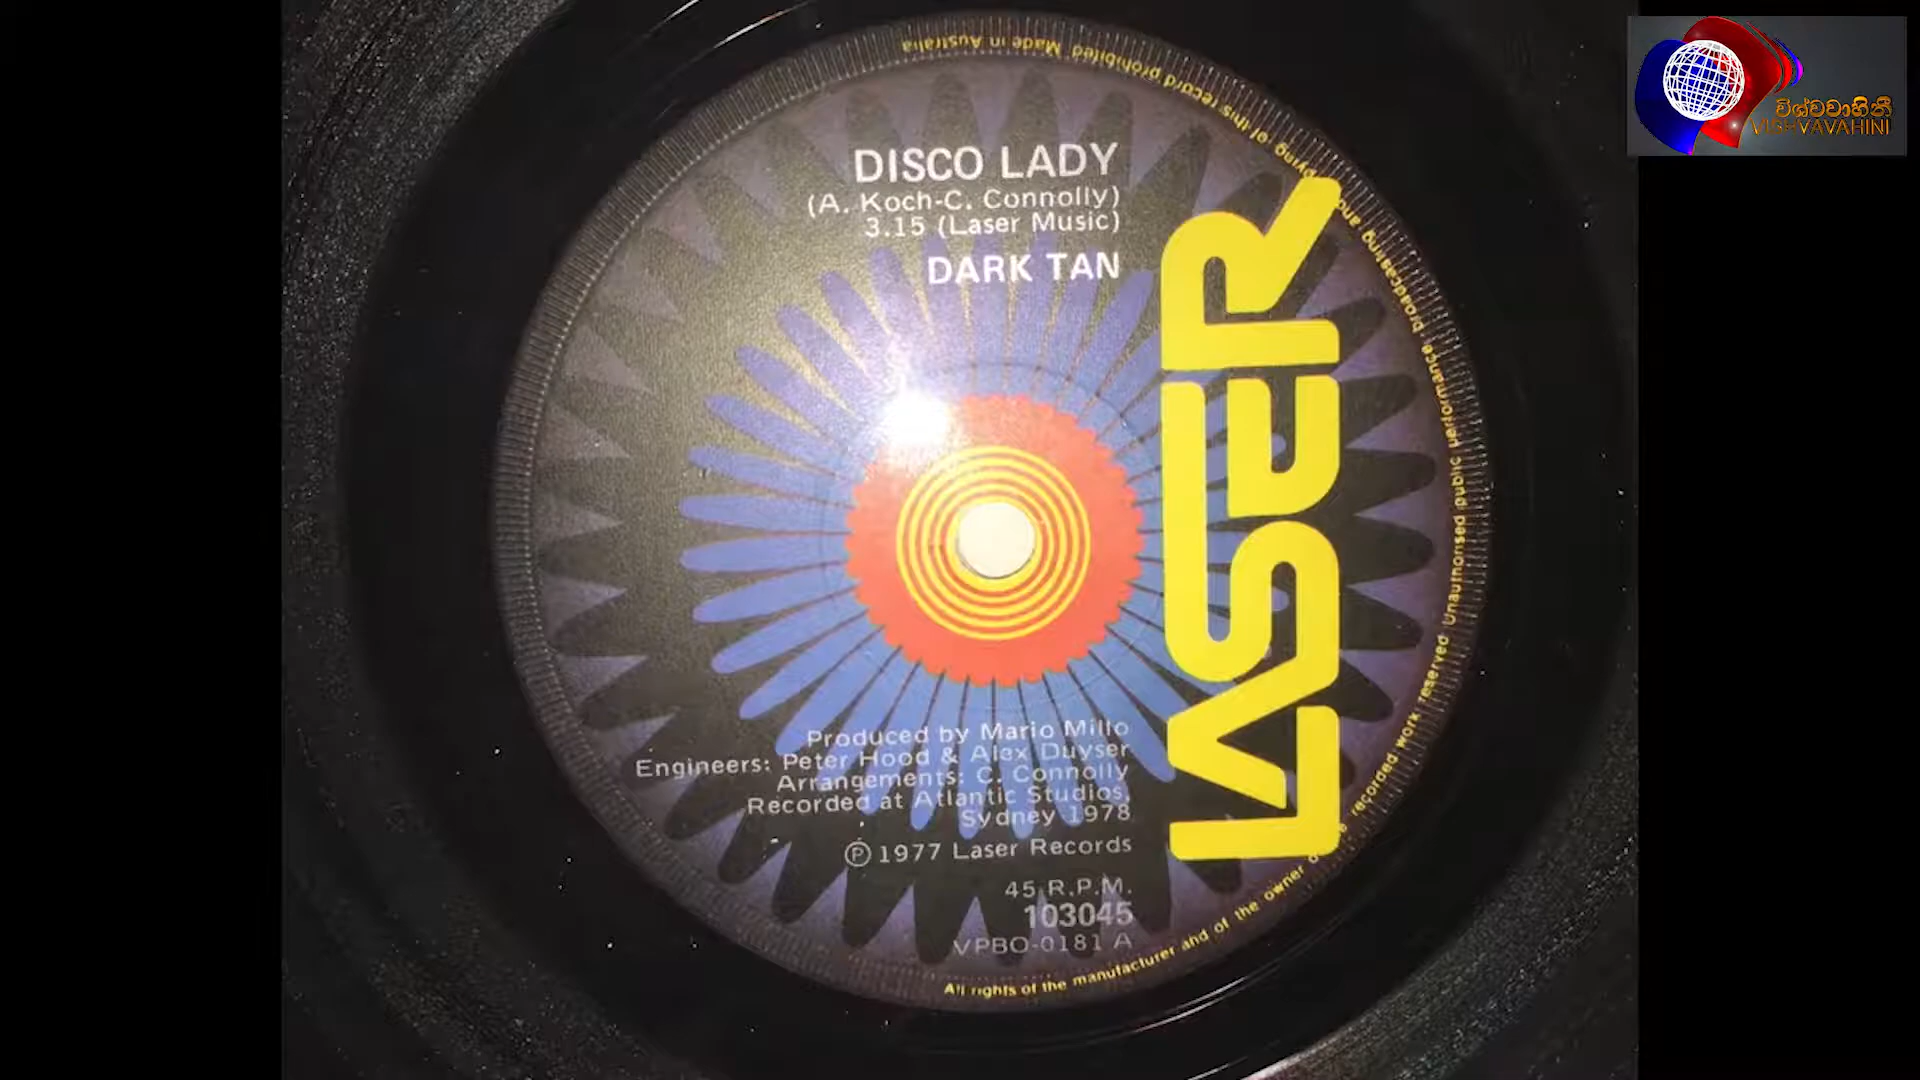 DISCO LADY
(A. Koch-C. Connolly)
3.15 (Laser Music)
DARK TAN
LASER
Produced by Mario Millo
Engineers: Peter Hood & Alex Duyser
Arrangements: C. Connolly
Recorded at Atlantic Studios,
Sydney 1978
Ⓟ 1977 Laser Records
45 R.P.M.
103045
VPBO-0181 A
All rights of the manufacturer and of the owner of the recorded work reserved Unauthorised public performance broadcasting and copying of this record prohibited Made in Australia
විශ්වවාහිනී
VISHVAVAHINI